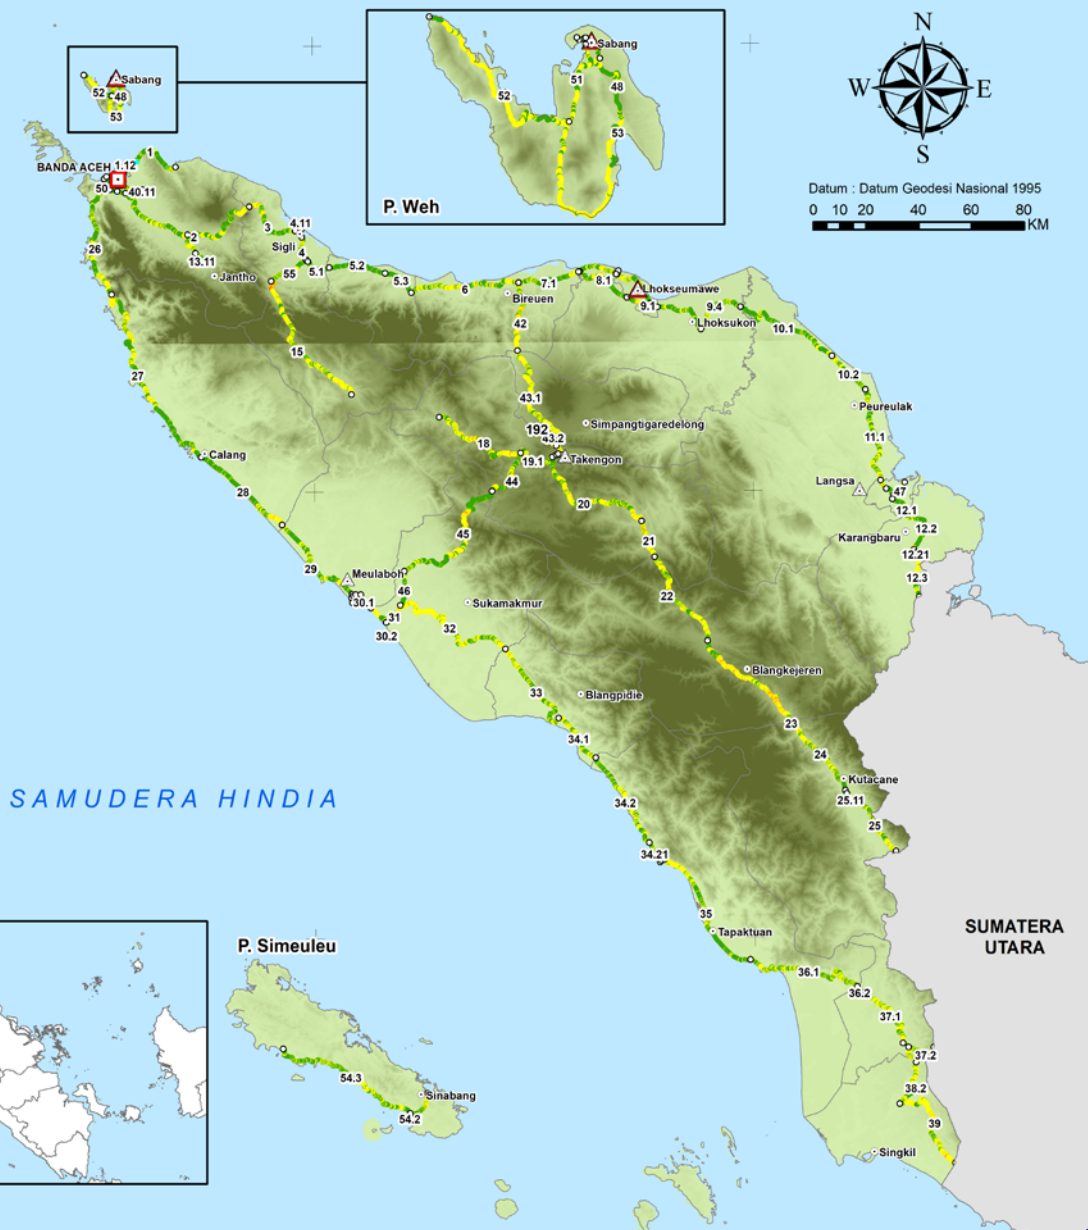 N
W E
S
Datum : Datum Geodesi Nasional 1995
0 10 20 40 60 80
KM
Sabang
52
48
53
Sabang
51
48
52
53
P. Weh
BANDA ACEH
1.12
1
50
40.11
2
13.11
Jantho
3
4.11
Sigli
4
5.1
55
5.2
5.3
6
7.1
8.1
Bireuen
Lhokseumawe
9.1
9.4
Lhoksukon
10.1
10.2
Peureulak
11.1
Langsa
47
12.1
12.2
Karangbaru
12.21
12.3
26
27
15
42
43.1
192
43.2
Simpangtigaredelong
Takengon
18
19.1
44
20
45
21
22
Calang
28
29
Meulaboh
30.1
31
30.2
46
32
Sukamakmur
33
Blangpidie
Blangkejeren
23
24
Kutacane
25.11
25
34.1
34.2
34.21
35
Tapaktuan
36.1
36.2
37.1
37.2
38.2
39
Singkil
SAMUDERA HINDIA
SUMATERA
UTARA
P. Simeuleu
54.3
54.2
Sinabang